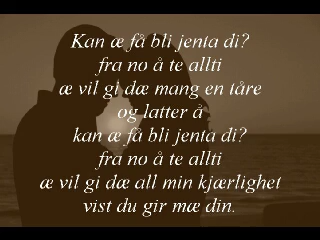 Kan æ få bli jenta di?
fra no å te allti
æ vil gi dæ mang en tåre
og latter å
kan æ få bli jenta di?
fra no å te allti
æ vil gi dæ all min kjærlighet
vist du gir mæ din.